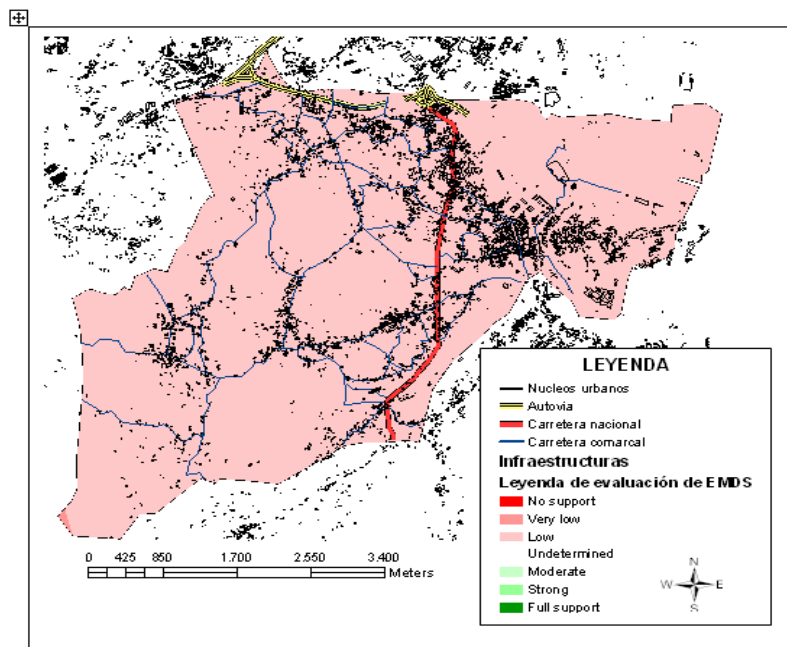 LEYENDA
Nucleos urbanos
Autovia
Carretera nacional
Carretera comarcal
Infraestructuras
Leyenda de evaluación de EMDS
No support
Very low
Low
Undetermined
Moderate
Strong
Full support
N
W E
S
0 425 850 1.700 2.550 3.400
Meters